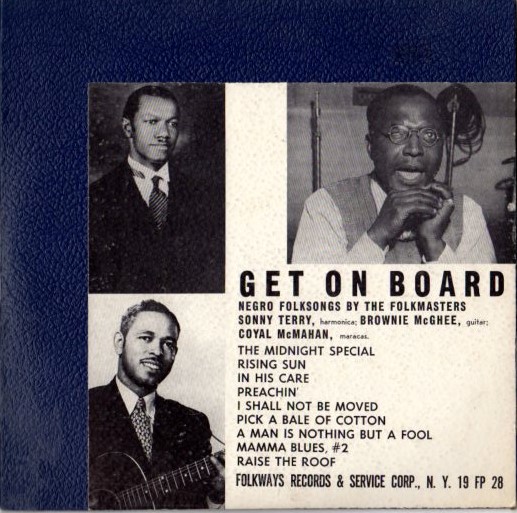 GET ON BOARD
NEGRO FOLKSONGS BY THE FOLKMASTERS
SONNY TERRY, harmonica; BROWNIE McGHEE, guitar;
COYAL McMAHAN, maracas.
THE MIDNIGHT SPECIAL
RISING SUN
IN HIS CARE
PREACHIN'
I SHALL NOT BE MOVED
PICK A BALE OF COTTON
A MAN IS NOTHING BUT A FOOL
MAMMA BLUES, #2
RAISE THE ROOF
FOLKWAYS RECORDS & SERVICE CORP., N. Y. 19 FP 28